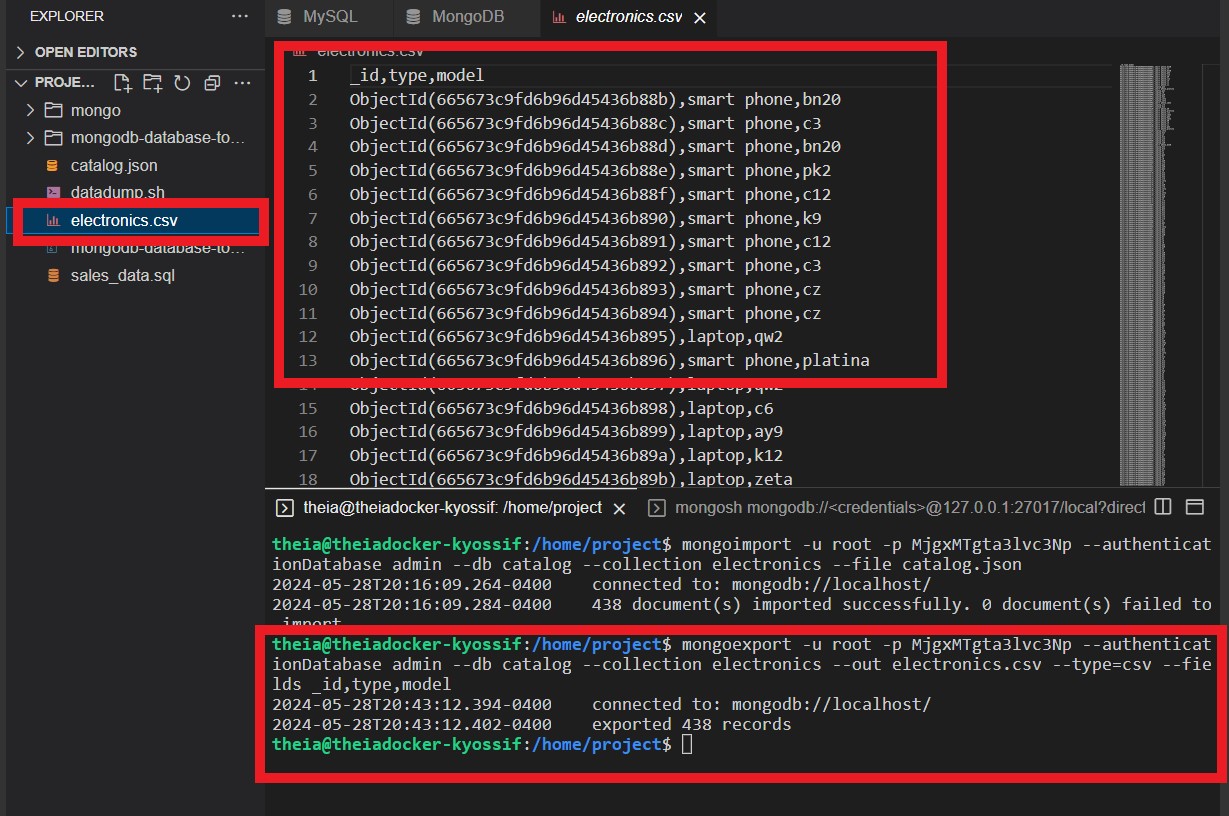 EXPLORER
MySQL
MongoDB
electronics.csv
OPEN EDITORS
PROJE...
mongo
mongodb-database-to...
catalog.json
datadump.sh
electronics.csv
mongodb-database-to...
sales_data.sql
electronics.csv
1 _id,type,model
2 ObjectId(665673c9fd6b96d45436b88b),smart phone,bn20
3 ObjectId(665673c9fd6b96d45436b88c),smart phone,c3
4 ObjectId(665673c9fd6b96d45436b88d),smart phone,bn20
5 ObjectId(665673c9fd6b96d45436b88e),smart phone,pk2
6 ObjectId(665673c9fd6b96d45436b88f),smart phone,c12
7 ObjectId(665673c9fd6b96d45436b890),smart phone,k9
8 ObjectId(665673c9fd6b96d45436b891),smart phone,c12
9 ObjectId(665673c9fd6b96d45436b892),smart phone,c3
10 ObjectId(665673c9fd6b96d45436b893),smart phone,cz
11 ObjectId(665673c9fd6b96d45436b894),smart phone,cz
12 ObjectId(665673c9fd6b96d45436b895),laptop,qw2
13 ObjectId(665673c9fd6b96d45436b896),smart phone,platina
14 ObjectId(665673c9fd6b96d45436b897),laptop,qw2
15 ObjectId(665673c9fd6b96d45436b898),laptop,c6
16 ObjectId(665673c9fd6b96d45436b899),laptop,ay9
17 ObjectId(665673c9fd6b96d45436b89a),laptop,k12
18 ObjectId(665673c9fd6b96d45436b89b),laptop,zeta
theia@theiadocker-kyossif: /home/project
mongosh mongodb://<credentials>@127.0.0.1:27017/local?direct
theia@theiadocker-kyossif:/home/project$ mongoimport -u root -p MjgxMTgta3lvc3Np --authenticat
ionDatabase admin --db catalog --collection electronics --file catalog.json
2024-05-28T20:16:09.264-0400 connected to: mongodb://localhost/
2024-05-28T20:16:09.284-0400 438 document(s) imported successfully. 0 document(s) failed to
import.
theia@theiadocker-kyossif:/home/project$ mongoexport -u root -p MjgxMTgta3lvc3Np --authenticat
ionDatabase admin --db catalog --collection electronics --out electronics.csv --type=csv --fie
lds _id,type,model
2024-05-28T20:43:12.394-0400 connected to: mongodb://localhost/
2024-05-28T20:43:12.402-0400 exported 438 records
theia@theiadocker-kyossif:/home/project$